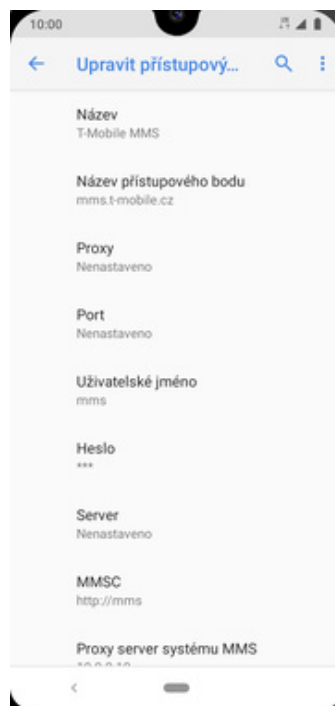 10:00
Upravit přístupový...
Název
T-Mobile MMS
Název přístupového bodu
mms.t-mobile.cz
Proxy
Nenastaveno
Port
Nenastaveno
Uživatelské jméno
mms
Heslo
***
Server
Nenastaveno
MMSC
http://mms
Proxy server systému MMS